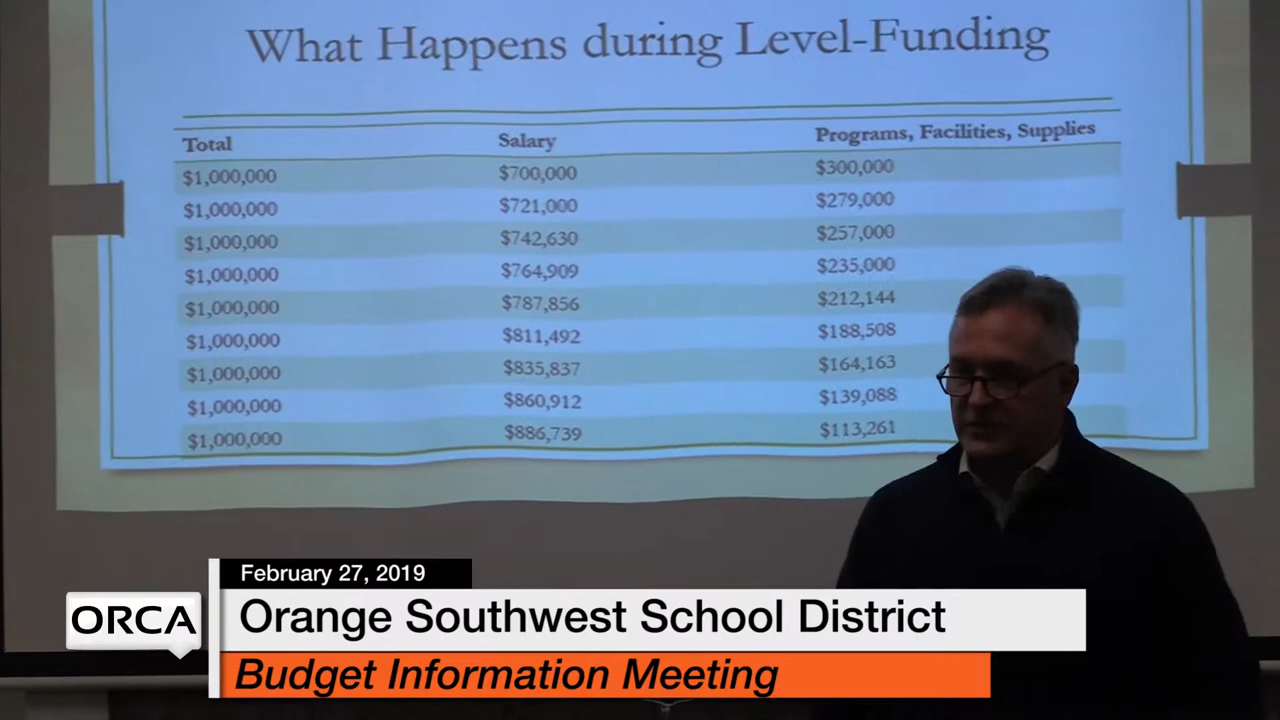 What Happens during Level-Funding
Total Salary Programs, Facilities, Supplies
$1,000,000 $700,000 $300,000
$1,000,000 $721,000 $279,000
$1,000,000 $742,630 $257,000
$1,000,000 $764,909 $235,000
$1,000,000 $787,856 $212,144
$1,000,000 $811,492 $188,508
$1,000,000 $835,837 $164,163
$1,000,000 $860,912 $139,088
$1,000,000 $886,739 $113,261
February 27, 2019
ORCA
Orange Southwest School District
Budget Information Meeting